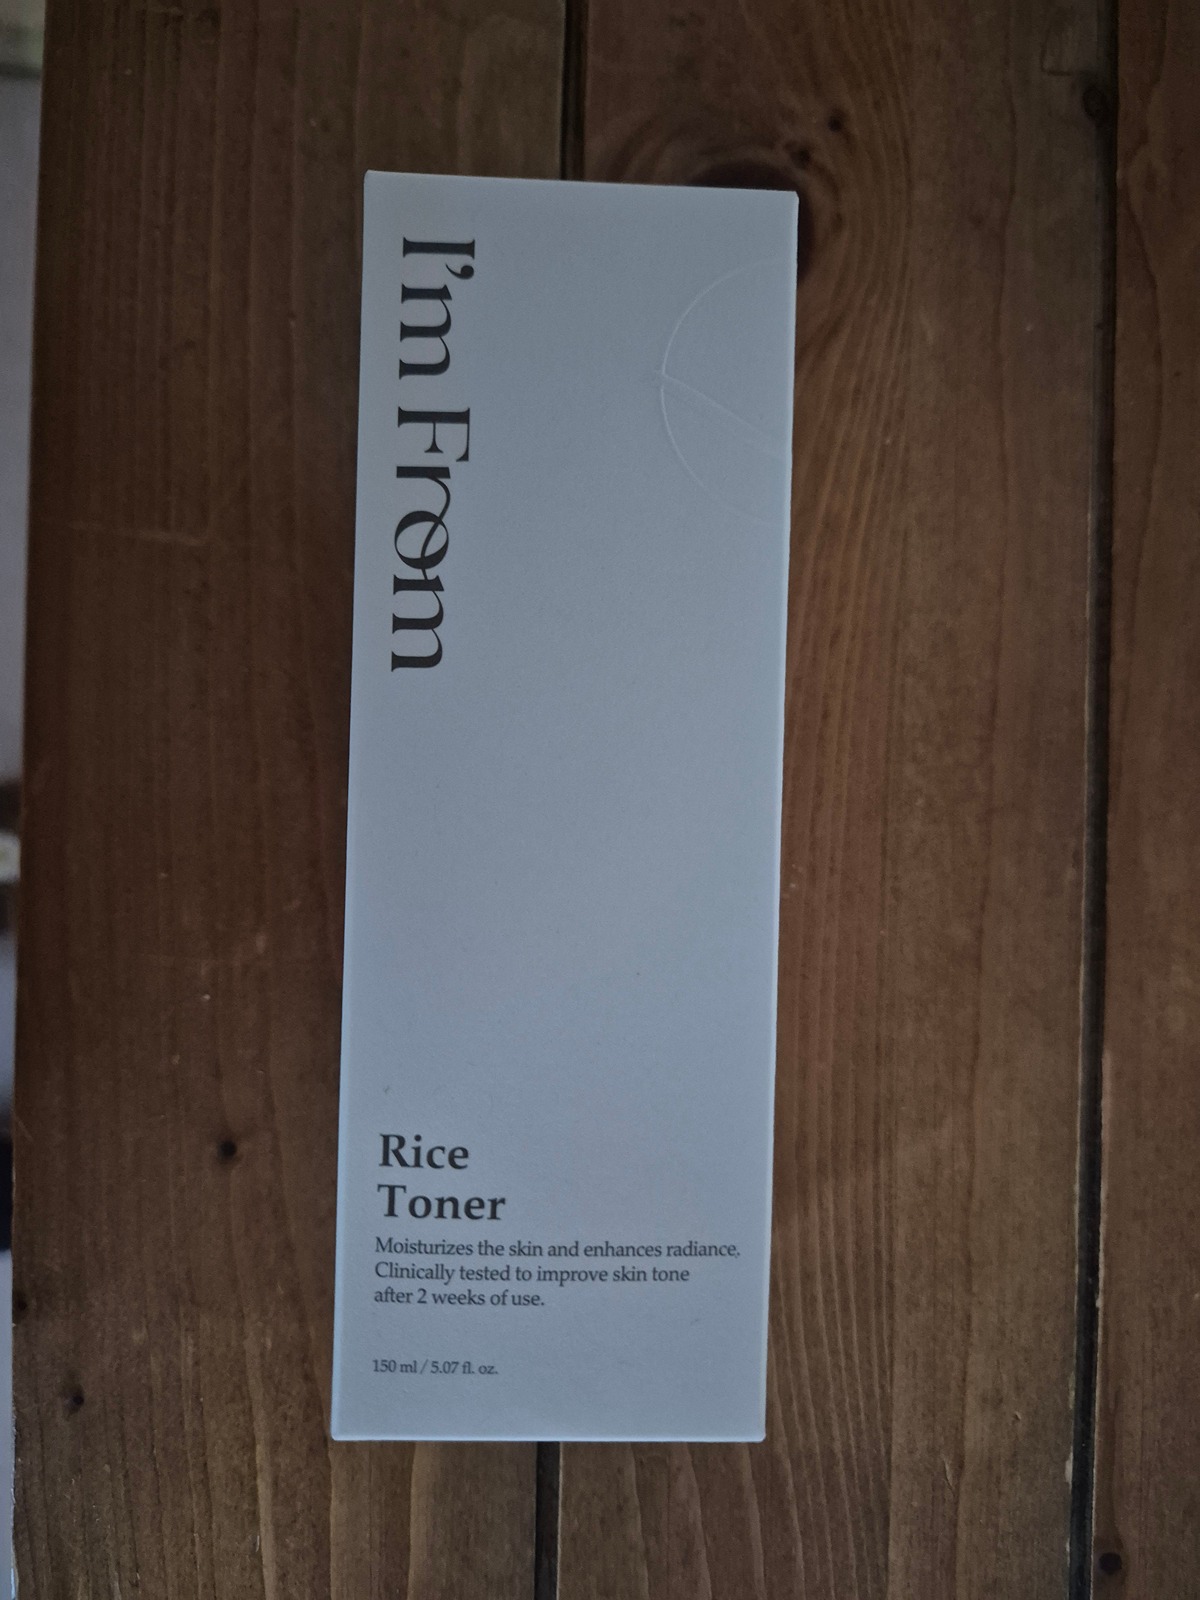 I'm From
Rice
Toner
Moisturizes the skin and enhances radiance.
Clinically tested to improve skin tone
after 2 weeks of use.
150 ml / 5.07 fl. oz.